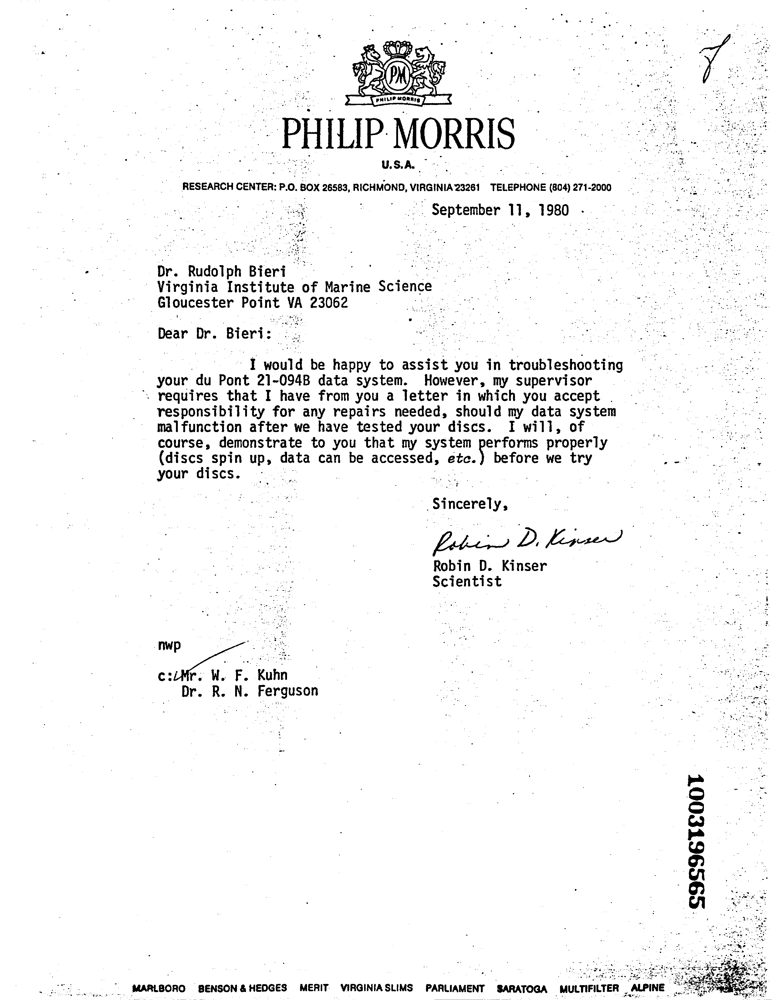 PM
PHILIP MORRIS
PHILIP MORRIS
U.S.A.
RESEARCH CENTER: P.O. BOX 26583, RICHMOND, VIRGINIA 23261 TELEPHONE (804) 271-2000
September 11, 1980
Dr. Rudolph Bieri
Virginia Institute of Marine Science
Gloucester Point VA 23062
Dear Dr. Bieri:
I would be happy to assist you in troubleshooting
your du Pont 21-094B data system. However, my supervisor
requires that I have from you a letter in which you accept
responsibility for any repairs needed, should my data system
malfunction after we have tested your discs. I will, of
course, demonstrate to you that my system performs properly
(discs spin up, data can be accessed, etc.) before we try
your discs.
Sincerely,
Robin D. Kinser
Robin D. Kinser
Scientist
nwp
c: Mr. W. F. Kuhn
Dr. R. N. Ferguson
1003196565
MARLBORO BENSON & HEDGES MERIT VIRGINIA SLIMS PARLIAMENT SARATOGA MULTIFILTER ALPINE